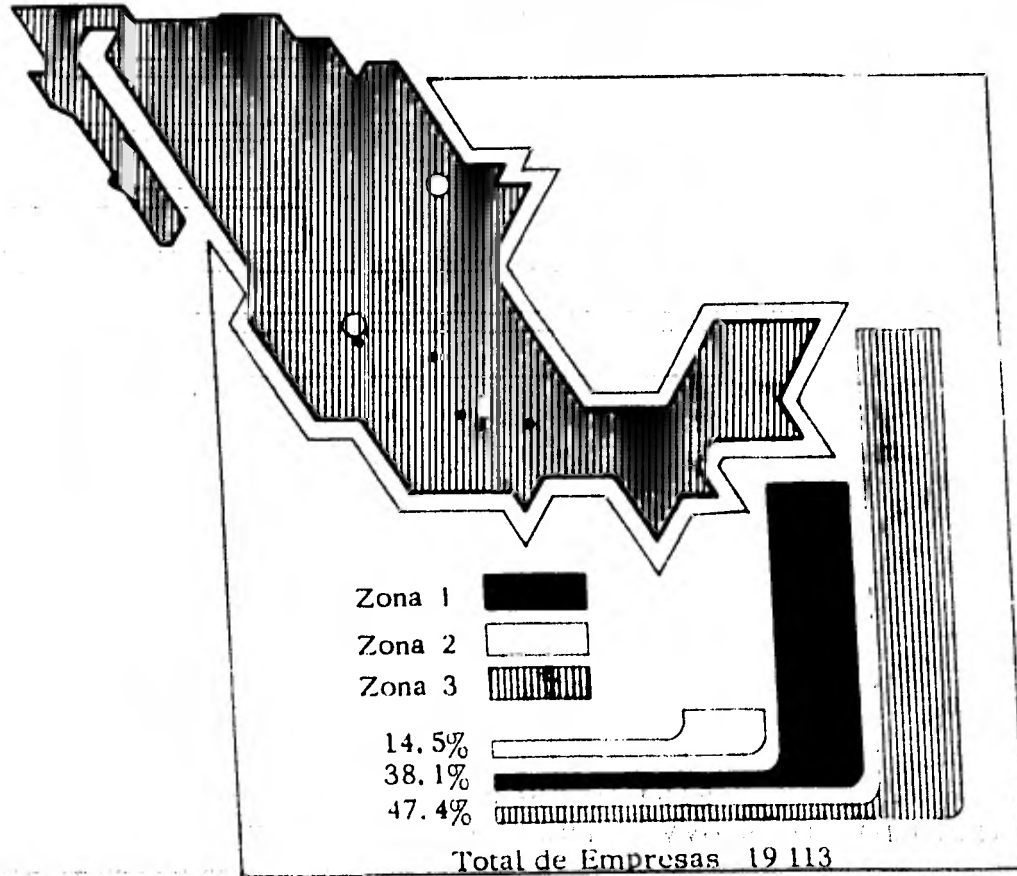 Zona 1
Zona 2
Zona 3
14.5%
38.1%
47.4%
Total de Empresas 19 113